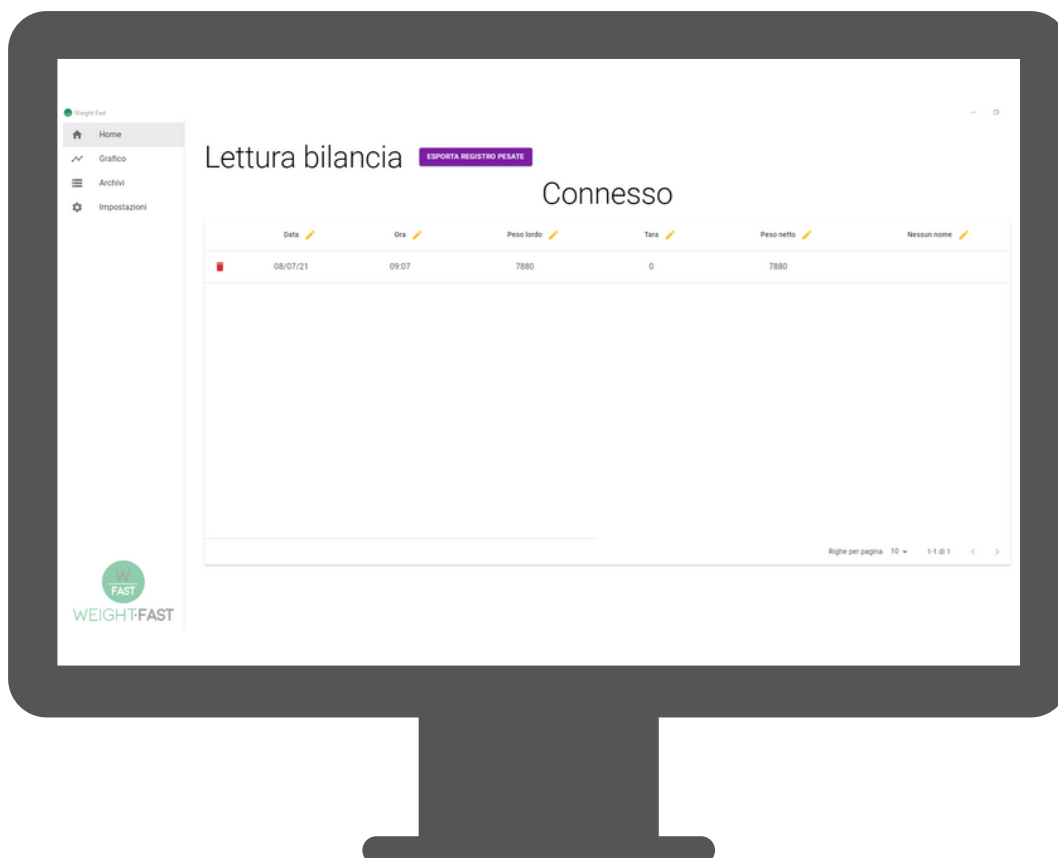 Weight Fast
Home
Grafico
Archivi
Impostazioni
Lettura bilancia
ESPORTA REGISTRO PESATE
Connesso
Data Ora Peso lordo Tara Peso netto Nessun nome
08/07/21 09:07 7880 0 7880
Righe per pagina 10 1-1 di 1
W
FAST
WEIGHT·FAST